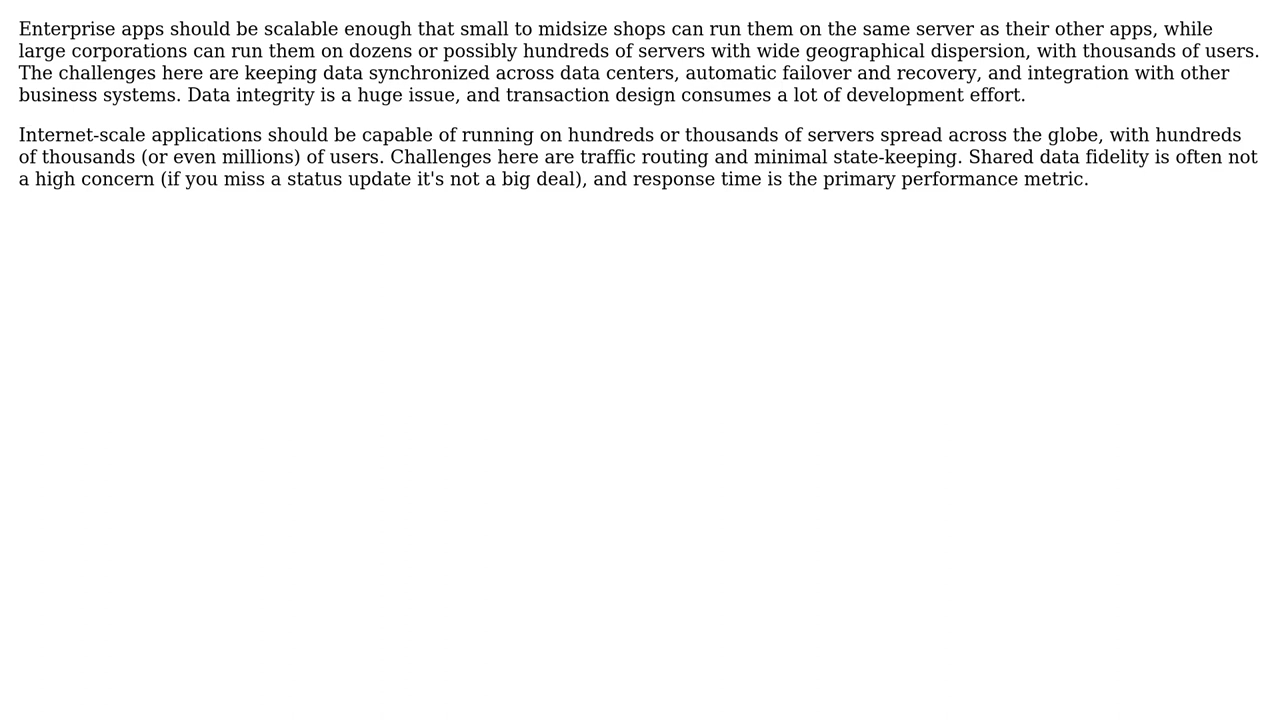 Enterprise apps should be scalable enough that small to midsize shops can run them on the same server as their other apps, while
large corporations can run them on dozens or possibly hundreds of servers with wide geographical dispersion, with thousands of users.
The challenges here are keeping data synchronized across data centers, automatic failover and recovery, and integration with other
business systems. Data integrity is a huge issue, and transaction design consumes a lot of development effort.
Internet-scale applications should be capable of running on hundreds or thousands of servers spread across the globe, with hundreds
of thousands (or even millions) of users. Challenges here are traffic routing and minimal state-keeping. Shared data fidelity is often not
a high concern (if you miss a status update it's not a big deal), and response time is the primary performance metric.